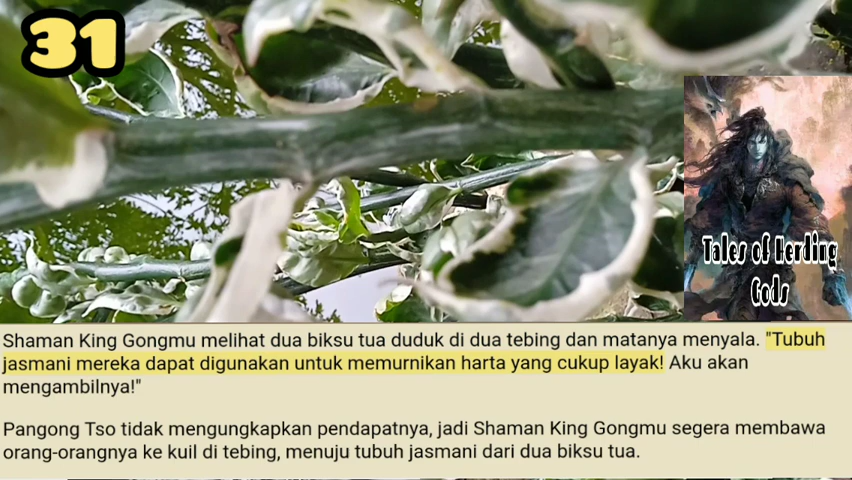 31
Tales of Herding
Gods
Shaman King Gongmu melihat dua biksu tua duduk di dua tebing dan matanya menyala. "Tubuh
jasmani mereka dapat digunakan untuk memurnikan harta yang cukup layak! Aku akan
mengambilnya!"
Pangong Tso tidak mengungkapkan pendapatnya, jadi Shaman King Gongmu segera membawa
orang-orangnya ke kuil di tebing, menuju tubuh jasmani dari dua biksu tua.